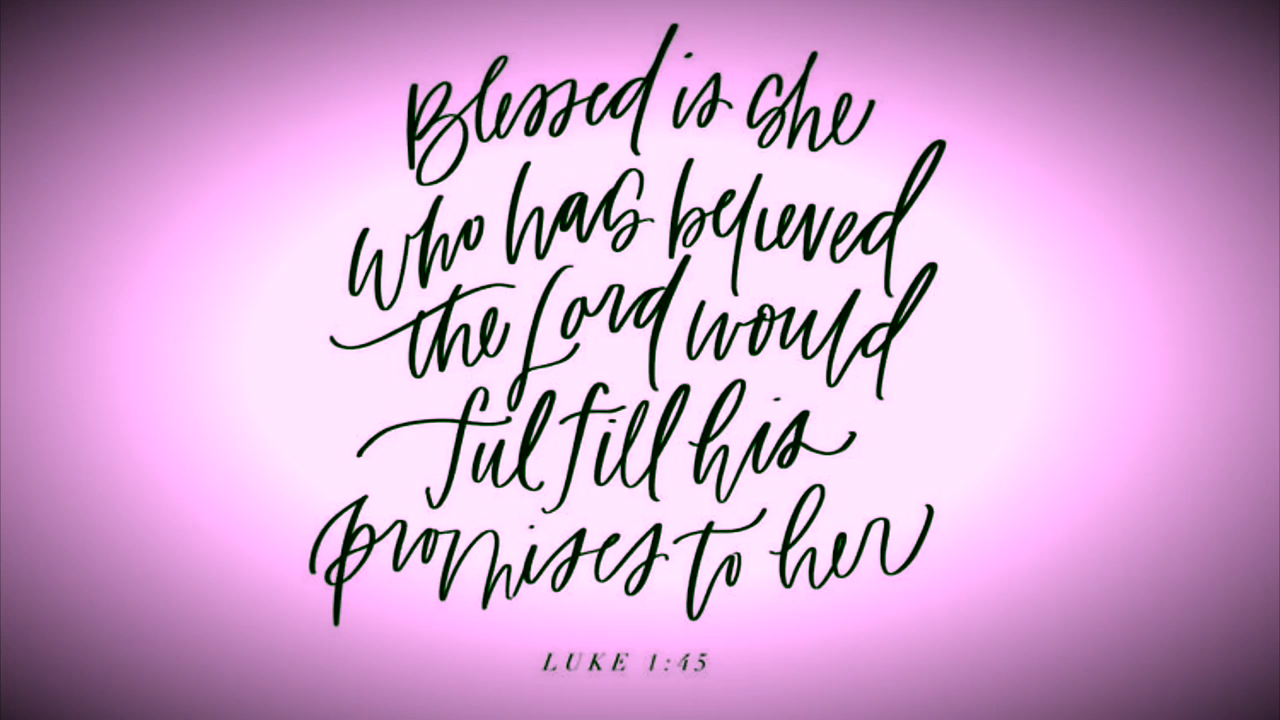 Blessed is she
who has believed
the Lord would
fulfill his
promises to her
LUKE 1:45